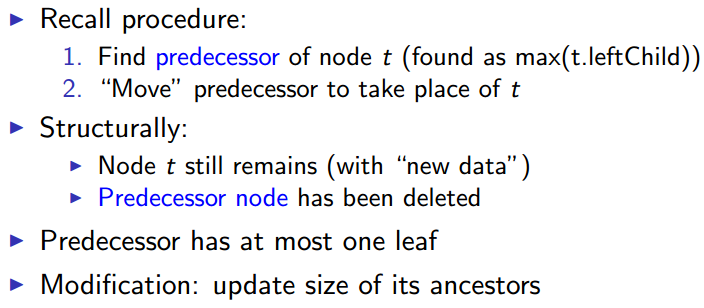 Recall procedure:
1. Find predecessor of node t (found as max(t.leftChild))
2. “Move” predecessor to take place of t
Structurally:
Node t still remains (with “new data”)
Predecessor node has been deleted
Predecessor has at most one leaf
Modification: update size of its ancestors